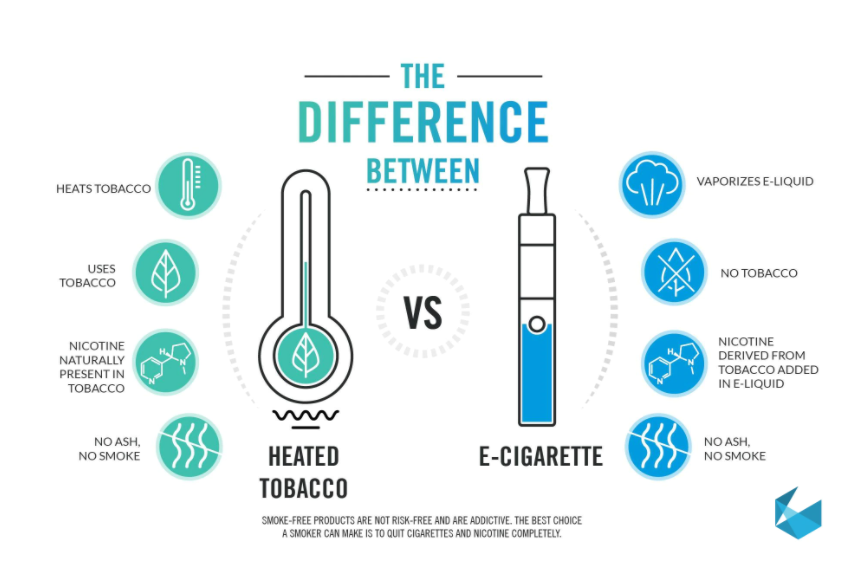 THE
DIFFERENCE
BETWEEN
HEATS TOBACCO
USES
TOBACCO
NICOTINE
NATURALLY
PRESENT IN
TOBACCO
NO ASH,
NO SMOKE
N
H
N
VS
VAPORIZES E-LIQUID
NO TOBACCO
NICOTINE
DERIVED FROM
TOBACCO ADDED
IN E-LIQUID
NO ASH,
NO SMOKE
N
H
N
HEATED
TOBACCO
E-CIGARETTE
SMOKE-FREE PRODUCTS ARE NOT RISK-FREE AND ARE ADDICTIVE. THE BEST CHOICE
A SMOKER CAN MAKE IS TO QUIT CIGARETTES AND NICOTINE COMPLETELY.